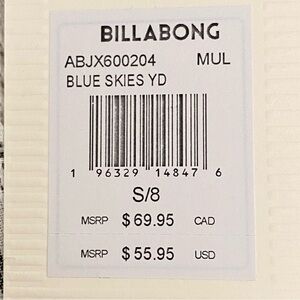 BILLABONG
ABJX600204 MUL
BLUE SKIES YD
1 96329 14847 6
S/8
MSRP $69.95 CAD
MSRP $55.95 USD